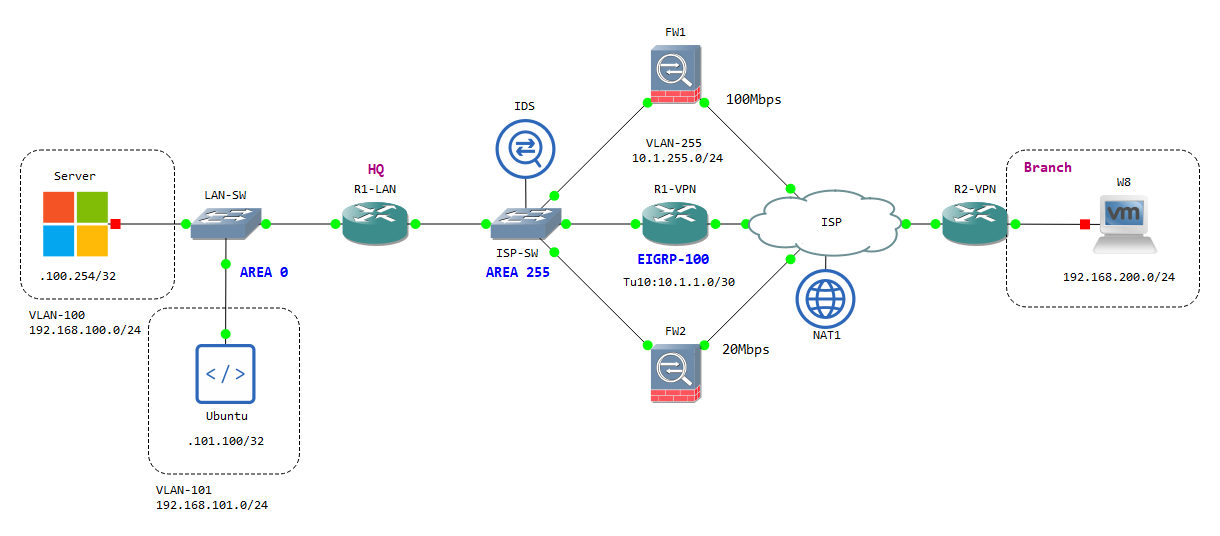 FW1
100Mbps
IDS
VLAN-255
10.1.255.0/24
HQ
Branch
Server
LAN-SW
R1-LAN
R1-VPN
R2-VPN
W8
vm
ISP
ISP-SW
AREA 0
AREA 255
EIGRP-100
Tu10:10.1.1.0/30
.100.254/32
192.168.200.0/24
VLAN-100
192.168.100.0/24
FW2
20Mbps
NAT1
</>
Ubuntu
.101.100/32
VLAN-101
192.168.101.0/24